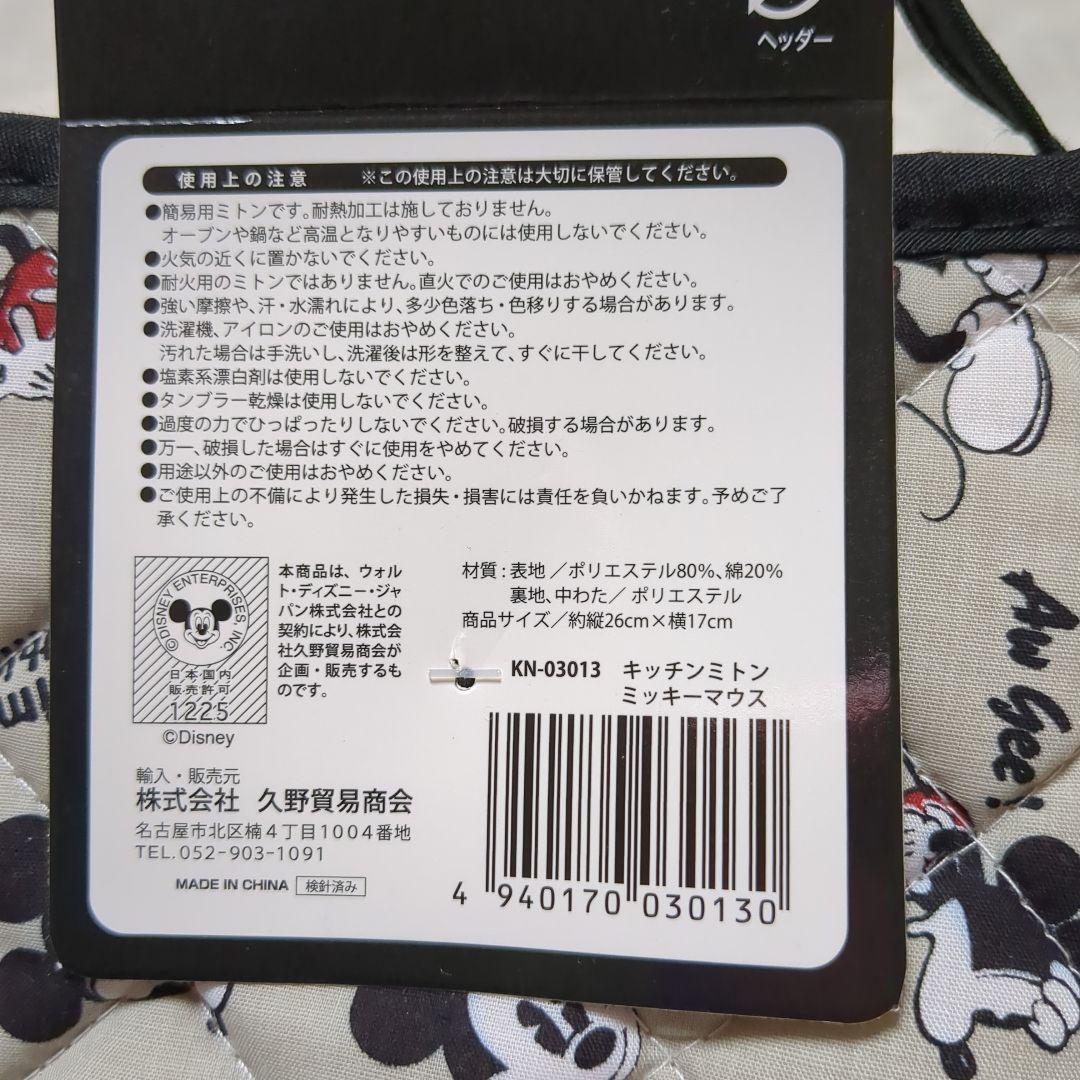 ヘッダー
使用上の注意 ※この使用上の注意は大切に保管してください。
●簡易用ミトンです。耐熱加工は施しておりません。
オーブンや鍋など高温となりやすいものには使用しないでください。
●火気の近くに置かないでください。
●耐火用のミトンではありません。直火でのご使用はおやめください。
●強い摩擦や、汗・水濡れにより、多少色落ち・色移りする場合があります。
●洗濯機、アイロンのご使用はおやめください。
汚れた場合は手洗いし、洗濯後は形を整えて、すぐに干してください。
●塩素系漂白剤は使用しないでください。
●タンブラー乾燥は使用しないでください。
●過度の力でひっぱったりしないでください。破損する場合があります。
●万一、破損した場合はすぐに使用をやめてください。
●用途以外のご使用はおやめください。
●ご使用上の不備により発生した損失・損害には責任を負いかねます。予めご了
承ください。
©DISNEY ENTERPRISES INC.
日本国内
販売許可
1225
©Disney
本商品は、ウォル
ト・ディズニー・ジャ
パン株式会社との
契約により、株式会
社久野貿易商会が
企画・販売するも
のです。
材質：表地／ポリエステル80%、綿20%
裏地、中わた／ポリエステル
商品サイズ／約縦26cm×横17cm
KN-03013 キッチンミトン
ミッキーマウス
輸入・販売元
株式会社 久野貿易商会
名古屋市北区楠4丁目1004番地
TEL.052-903-1091
MADE IN CHINA 検針済み
4 940170 030130
Aw Gee!